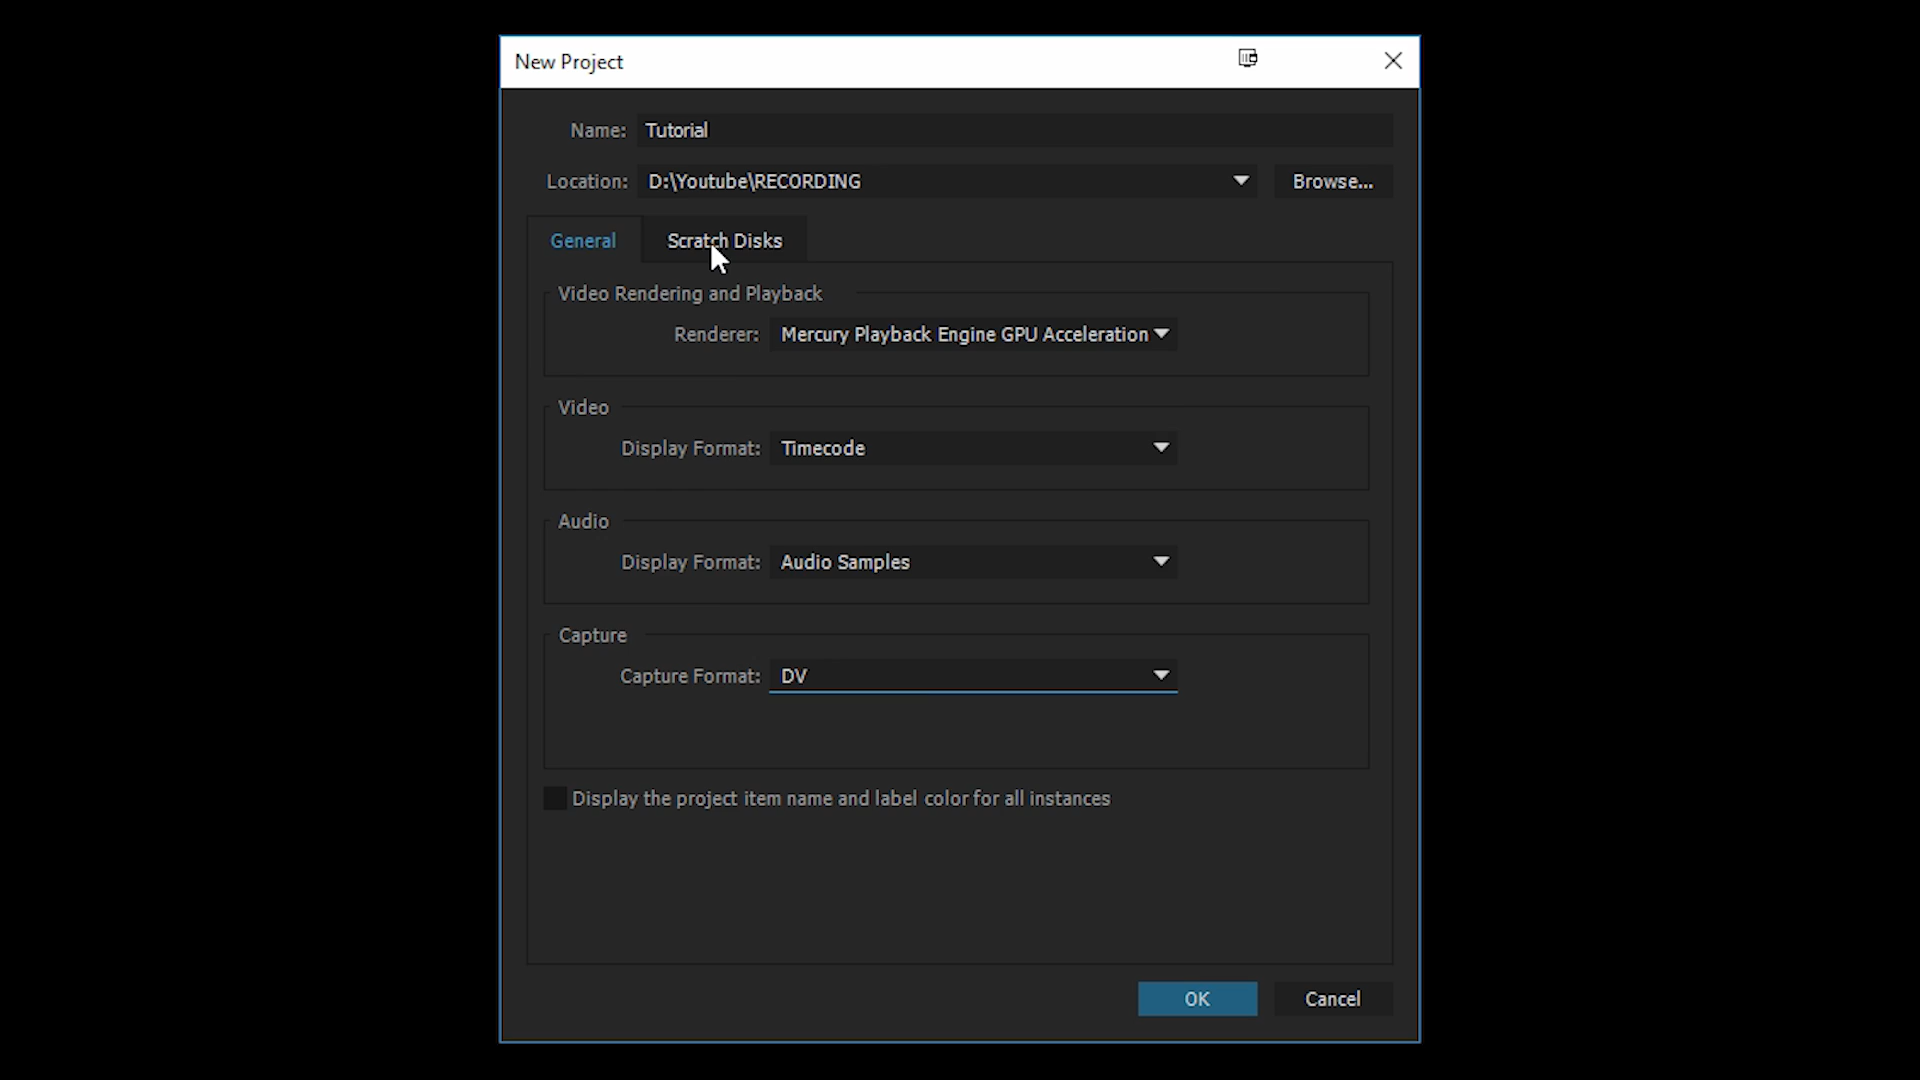 New Project
Name: Tutorial
Location: D:\Youtube\RECORDING Browse...
General Scratch Disks
Video Rendering and Playback
Renderer: Mercury Playback Engine GPU Acceleration
Video
Display Format: Timecode
Audio
Display Format: Audio Samples
Capture
Capture Format: DV
Display the project item name and label color for all instances
OK Cancel